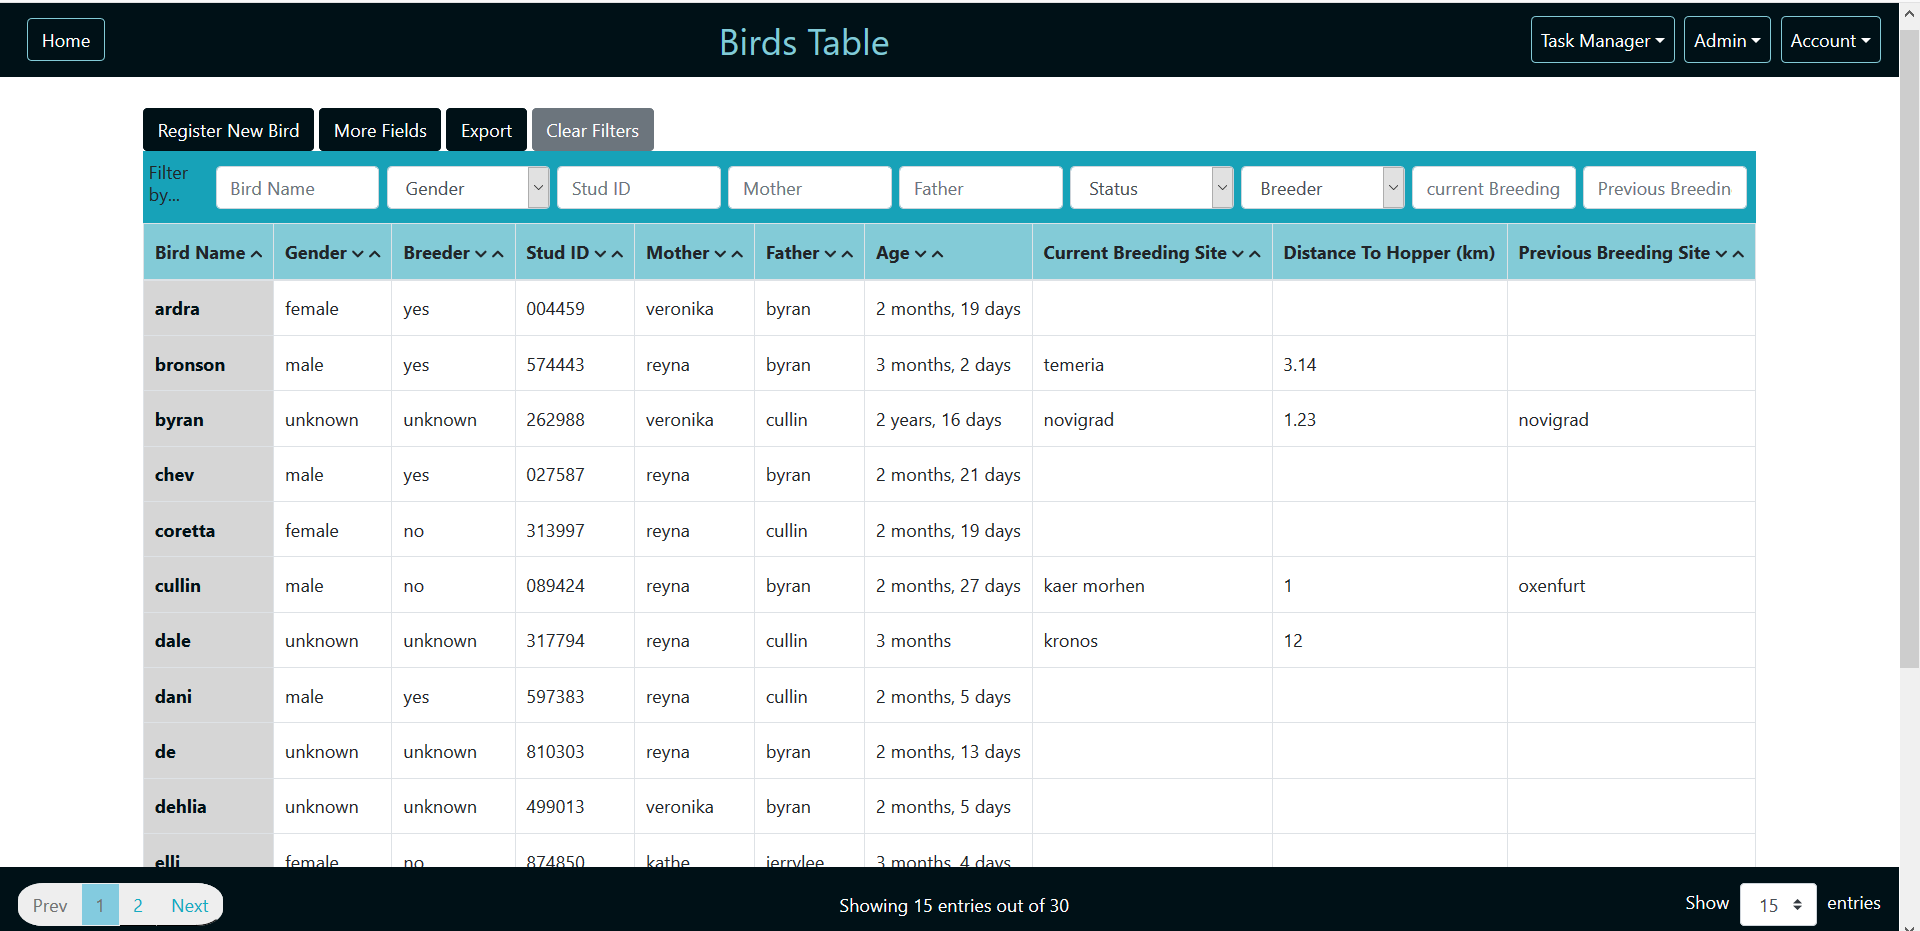 Home
Birds Table
Task Manager Admin Account
Register New Bird More Fields Export Clear Filters
Filter by...
Bird Name Gender Stud ID Mother Father Status Breeder current Breeding Previous Breedin
Bird Name Gender Breeder Stud ID Mother Father Age Current Breeding Site Distance To Hopper (km) Previous Breeding Site
ardra female yes 004459 veronika byran 2 months, 19 days
bronson male yes 574443 reyna byran 3 months, 2 days temeria 3.14
byran unknown unknown 262988 veronika cullin 2 years, 16 days novigrad 1.23 novigrad
chev male yes 027587 reyna byran 2 months, 21 days
coretta female no 313997 reyna cullin 2 months, 19 days
cullin male no 089424 reyna byran 2 months, 27 days kaer morhen 1 oxenfurt
dale unknown unknown 317794 reyna cullin 3 months kronos 12
dani male yes 597383 reyna cullin 2 months, 5 days
de unknown unknown 810303 reyna byran 2 months, 13 days
dehlia unknown unknown 499013 veronika byran 2 months, 5 days
elli female no 874850 kathe jerrylee 3 months, 4 days
Prev 1 2 Next
Showing 15 entries out of 30
Show 15 entries